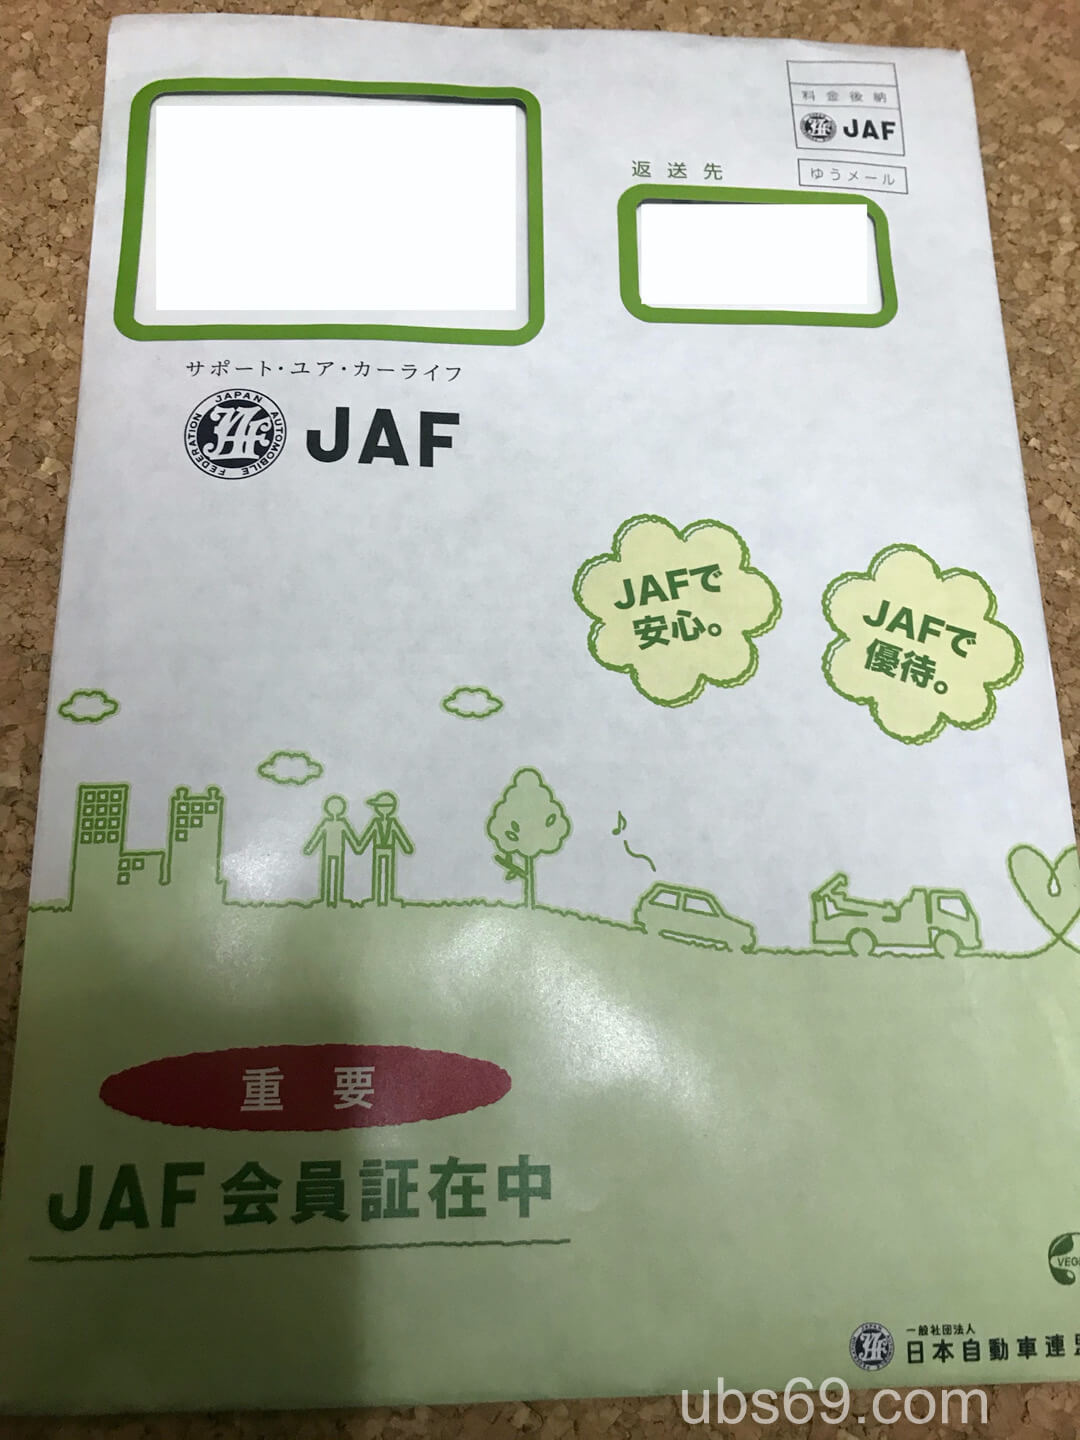 料金後納
JAF
ゆうメール
返送先
サポート・ユア・カーライフ
JAPAN AUTOMOBILE FEDERATION
JAF
JAFで
安心。
JAFで
優待。
重要
JAF会員証在中
VEG
一般社団法人
日本自動車連盟
ubs69.com